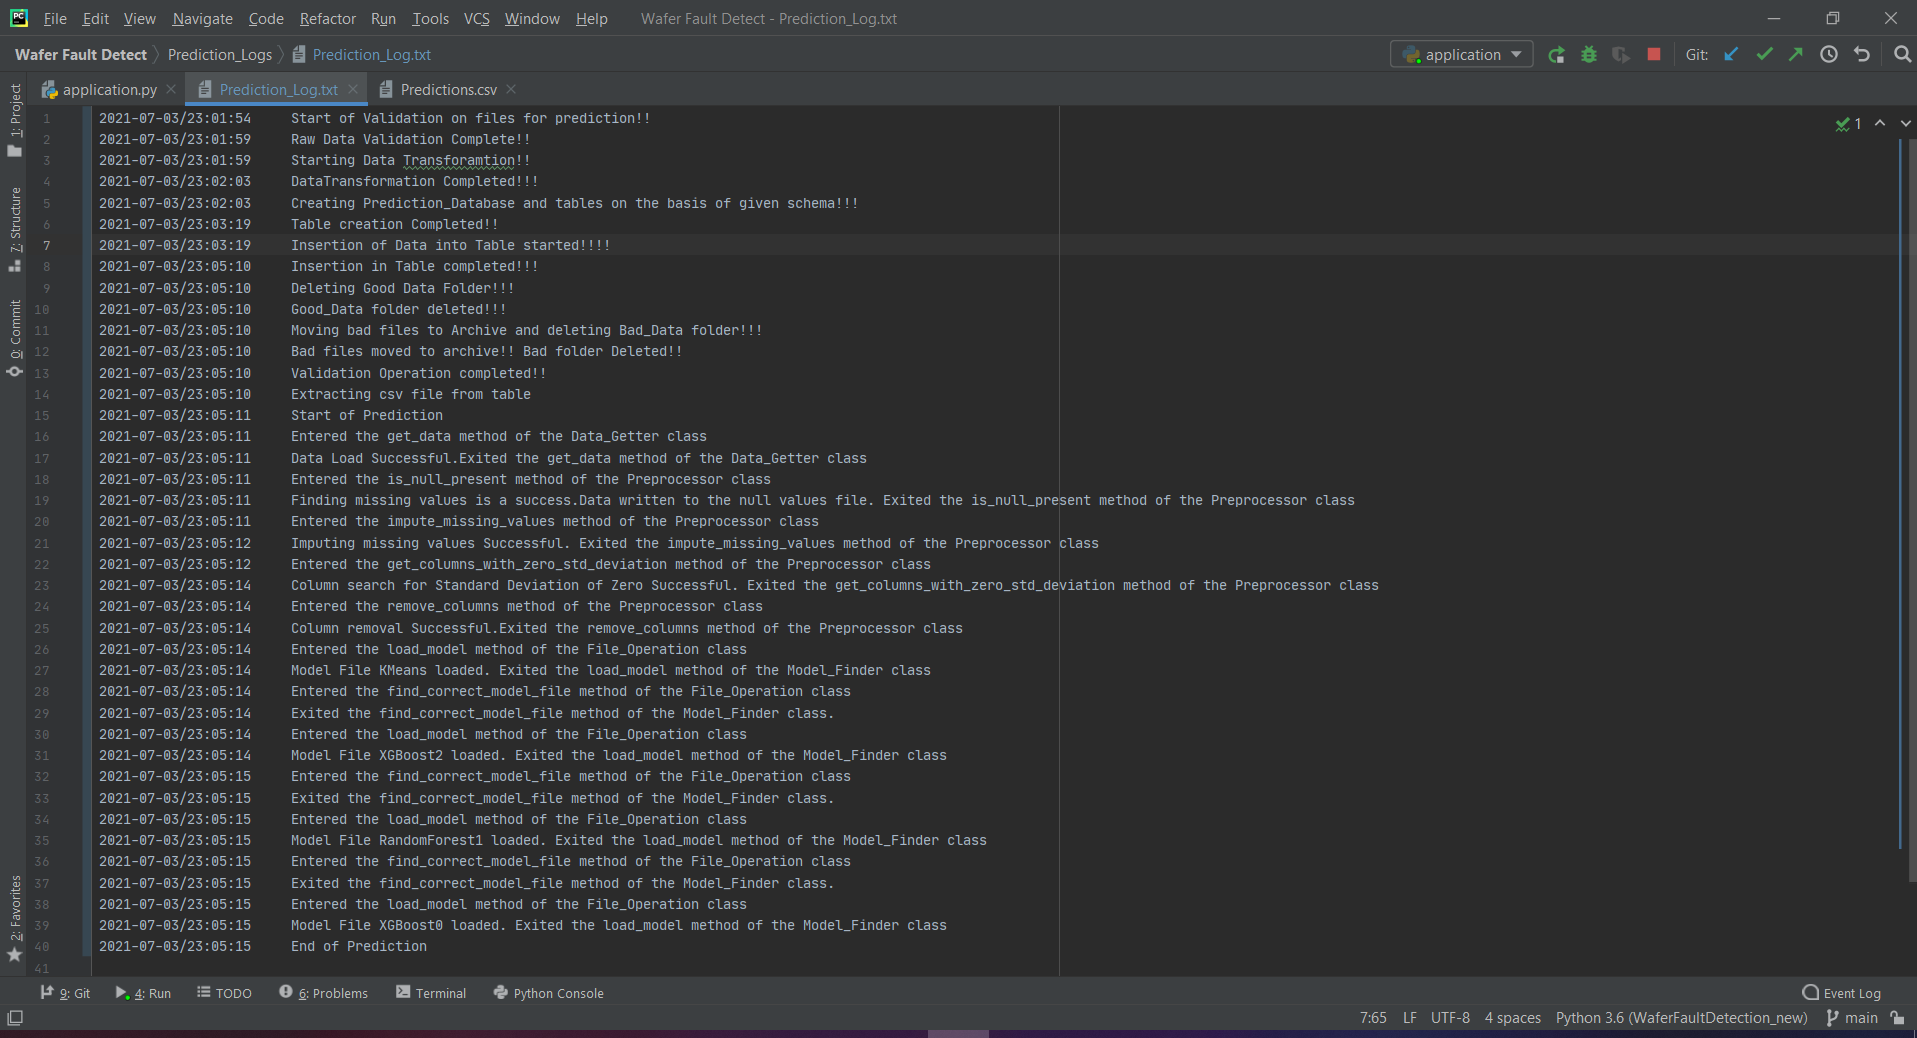 PC File Edit View Navigate Code Refactor Run Tools VCS Window Help Wafer Fault Detect - Prediction_Log.txt
Wafer Fault Detect Prediction_Logs Prediction_Log.txt application Git:
application.py Prediction_Log.txt Predictions.csv
1: Project
7: Structure
0: Commit
2: Favorites
1
1 2021-07-03/23:01:54 Start of Validation on files for prediction!!
2 2021-07-03/23:01:59 Raw Data Validation Complete!!
3 2021-07-03/23:01:59 Starting Data Transforamtion!!
4 2021-07-03/23:02:03 DataTransformation Completed!!!
5 2021-07-03/23:02:03 Creating Prediction_Database and tables on the basis of given schema!!!
6 2021-07-03/23:03:19 Table creation Completed!!
7 2021-07-03/23:03:19 Insertion of Data into Table started!!!!
8 2021-07-03/23:05:10 Insertion in Table completed!!!
9 2021-07-03/23:05:10 Deleting Good Data Folder!!!
10 2021-07-03/23:05:10 Good_Data folder deleted!!!
11 2021-07-03/23:05:10 Moving bad files to Archive and deleting Bad_Data folder!!!
12 2021-07-03/23:05:10 Bad files moved to archive!! Bad folder Deleted!!
13 2021-07-03/23:05:10 Validation Operation completed!!
14 2021-07-03/23:05:10 Extracting csv file from table
15 2021-07-03/23:05:11 Start of Prediction
16 2021-07-03/23:05:11 Entered the get_data method of the Data_Getter class
17 2021-07-03/23:05:11 Data Load Successful.Exited the get_data method of the Data_Getter class
18 2021-07-03/23:05:11 Entered the is_null_present method of the Preprocessor class
19 2021-07-03/23:05:11 Finding missing values is a success.Data written to the null values file. Exited the is_null_present method of the Preprocessor class
20 2021-07-03/23:05:11 Entered the impute_missing_values method of the Preprocessor class
21 2021-07-03/23:05:12 Imputing missing values Successful. Exited the impute_missing_values method of the Preprocessor class
22 2021-07-03/23:05:12 Entered the get_columns_with_zero_std_deviation method of the Preprocessor class
23 2021-07-03/23:05:14 Column search for Standard Deviation of Zero Successful. Exited the get_columns_with_zero_std_deviation method of the Preprocessor class
24 2021-07-03/23:05:14 Entered the remove_columns method of the Preprocessor class
25 2021-07-03/23:05:14 Column removal Successful.Exited the remove_columns method of the Preprocessor class
26 2021-07-03/23:05:14 Entered the load_model method of the File_Operation class
27 2021-07-03/23:05:14 Model File KMeans loaded. Exited the load_model method of the Model_Finder class
28 2021-07-03/23:05:14 Entered the find_correct_model_file method of the File_Operation class
29 2021-07-03/23:05:14 Exited the find_correct_model_file method of the Model_Finder class.
30 2021-07-03/23:05:14 Entered the load_model method of the File_Operation class
31 2021-07-03/23:05:14 Model File XGBoost2 loaded. Exited the load_model method of the Model_Finder class
32 2021-07-03/23:05:15 Entered the find_correct_model_file method of the File_Operation class
33 2021-07-03/23:05:15 Exited the find_correct_model_file method of the Model_Finder class.
34 2021-07-03/23:05:15 Entered the load_model method of the File_Operation class
35 2021-07-03/23:05:15 Model File RandomForest1 loaded. Exited the load_model method of the Model_Finder class
36 2021-07-03/23:05:15 Entered the find_correct_model_file method of the File_Operation class
37 2021-07-03/23:05:15 Exited the find_correct_model_file method of the Model_Finder class.
38 2021-07-03/23:05:15 Entered the load_model method of the File_Operation class
39 2021-07-03/23:05:15 Model File XGBoost0 loaded. Exited the load_model method of the Model_Finder class
40 2021-07-03/23:05:15 End of Prediction
41
9: Git 4: Run TODO 6: Problems Terminal Python Console Event Log
7:65 LF UTF-8 4 spaces Python 3.6 (WaferFaultDetection_new) main